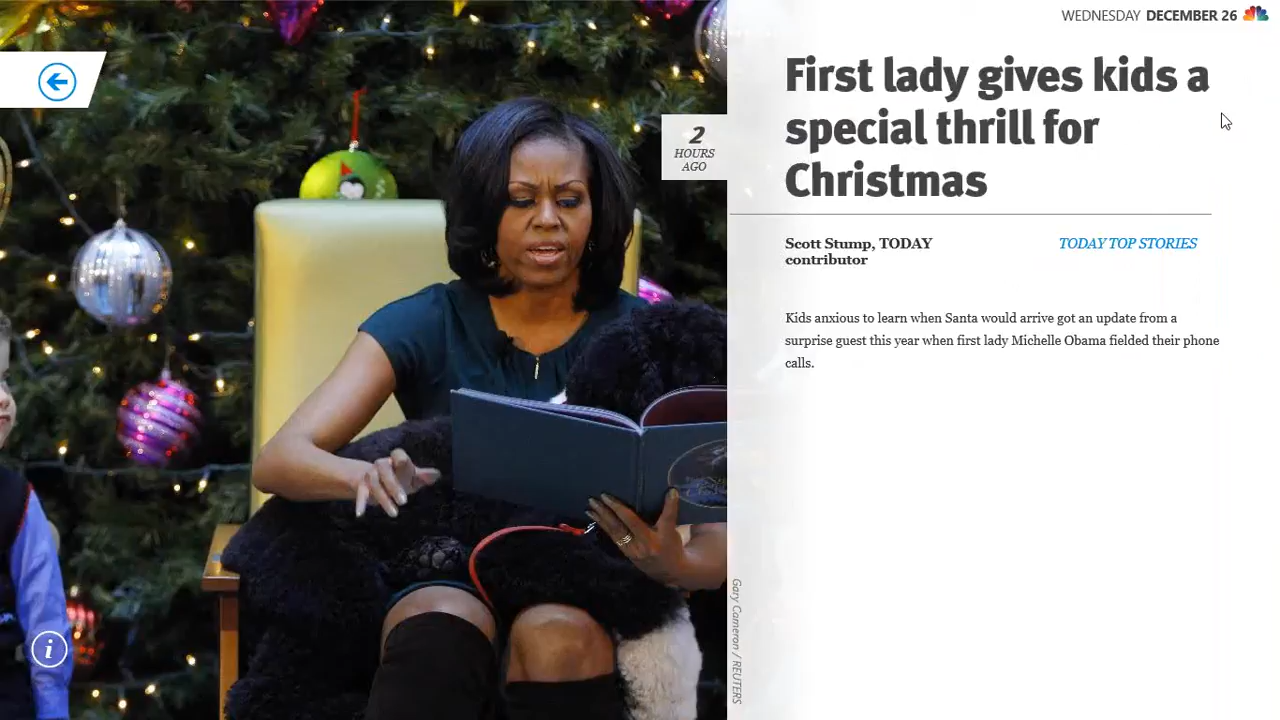 WEDNESDAY DECEMBER 26
First lady gives kids a
special thrill for
Christmas
2
HOURS
AGO
Scott Stump, TODAY
contributor
TODAY TOP STORIES
Kids anxious to learn when Santa would arrive got an update from a
surprise guest this year when first lady Michelle Obama fielded their phone
calls.
Gary Cameron / REUTERS
i